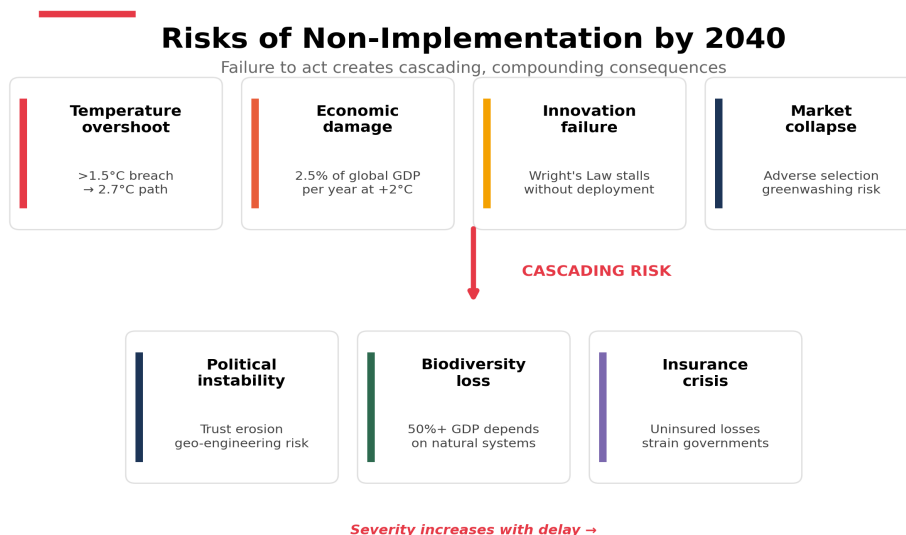 Risks of Non-Implementation by 2040
Failure to act creates cascading, compounding consequences
Temperature
overshoot
>1.5°C breach
→ 2.7°C path
Economic
damage
2.5% of global GDP
per year at +2°C
Innovation
failure
Wright's Law stalls
without deployment
Market
collapse
Adverse selection
greenwashing risk
CASCADING RISK
Political
instability
Trust erosion
geo-engineering risk
Biodiversity
loss
50%+ GDP depends
on natural systems
Insurance
crisis
Uninsured losses
strain governments
Severity increases with delay →